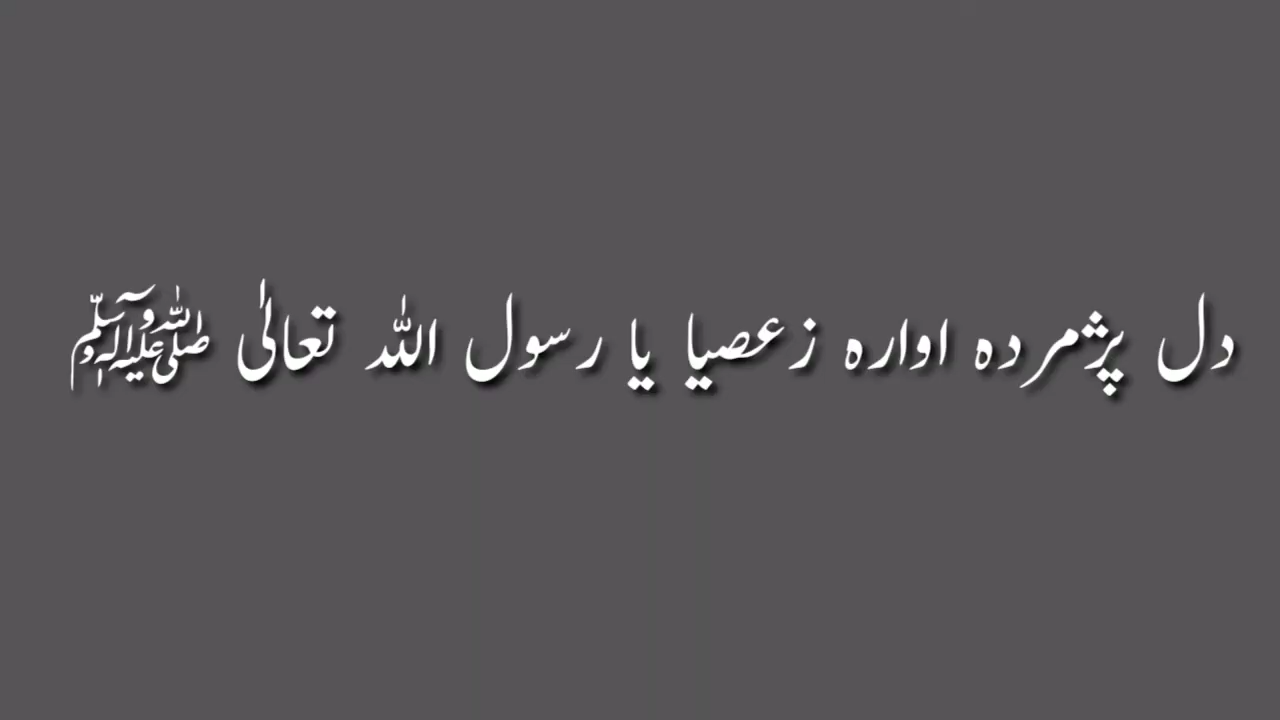 دل پژمردہ اوارہ زعصیا یا رسول اللہ تعالیٰ ﷺ